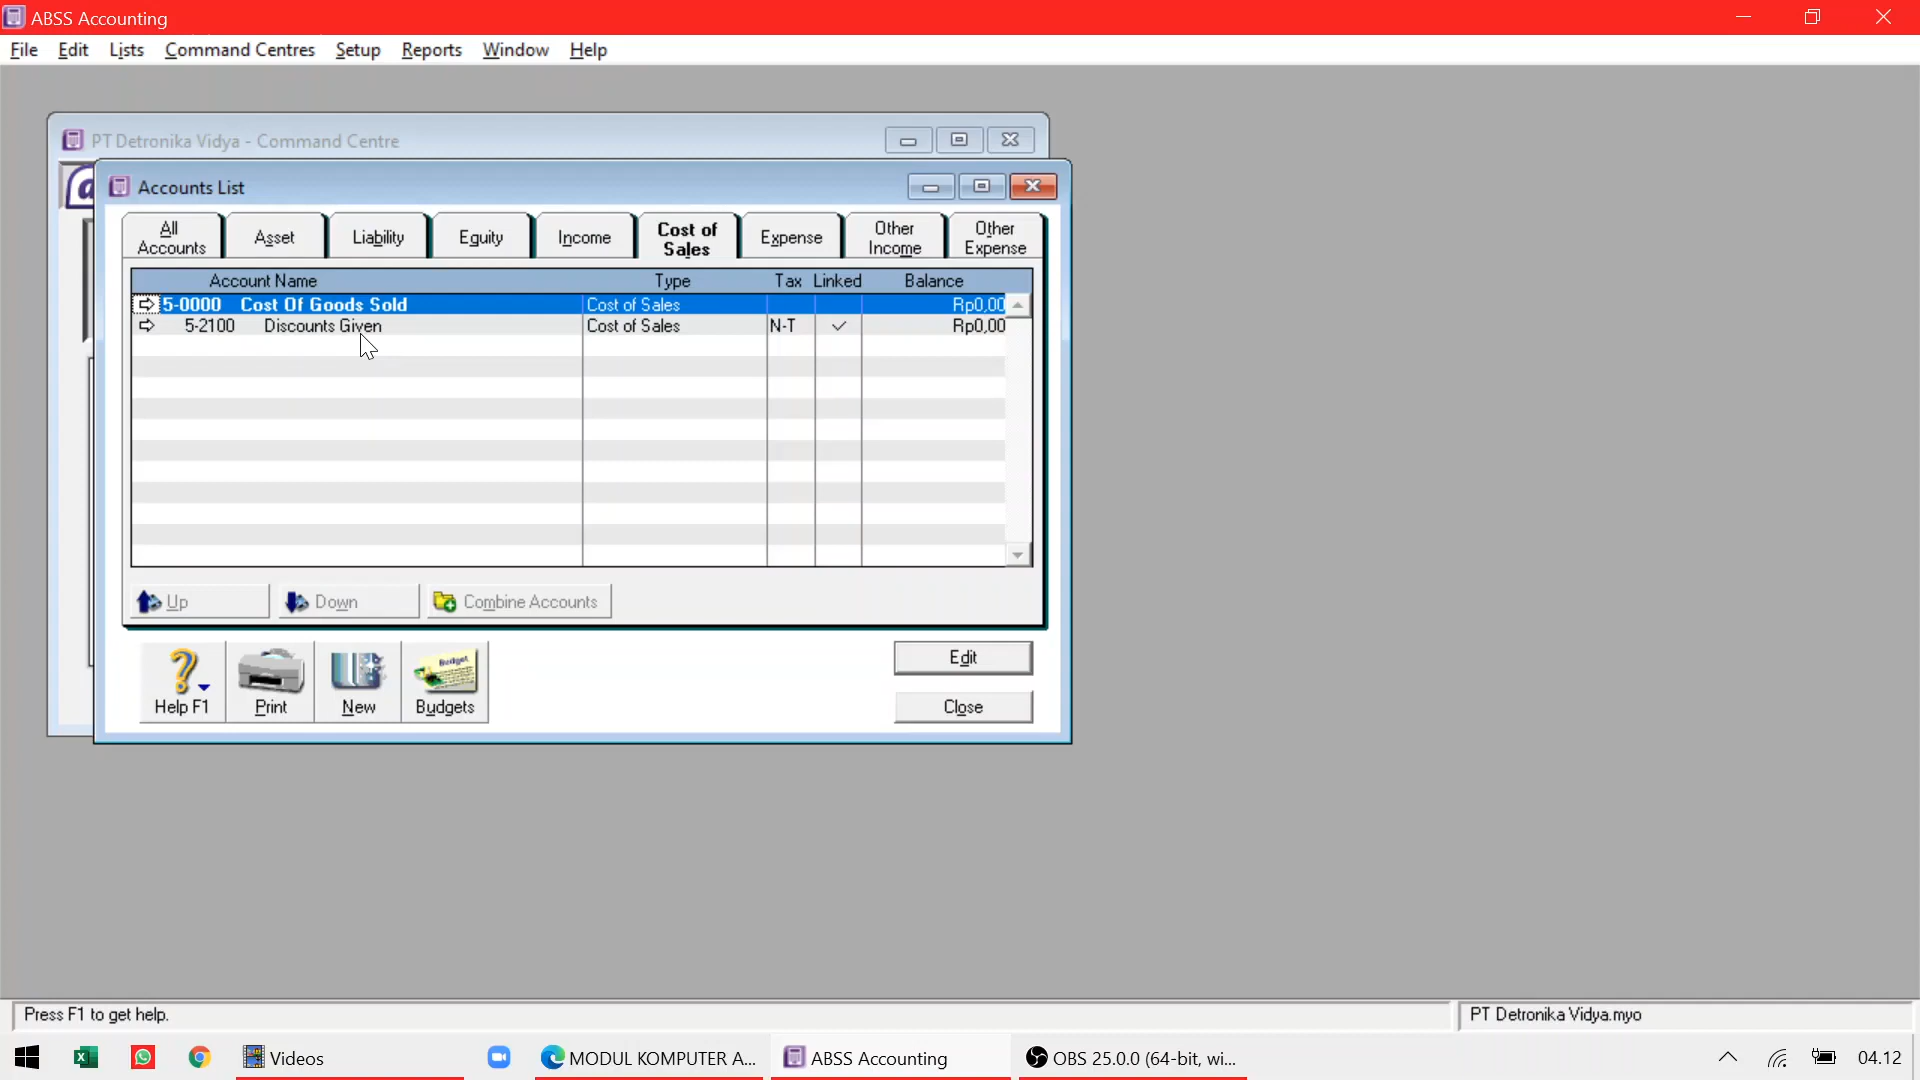 ABSS Accounting
File Edit Lists Command Centres Setup Reports Window Help
PT Detronika Vidya - Command Centre
Accounts List
All Accounts
Asset
Liability
Equity
Income
Cost of Sales
Expense
Other Income
Other Expense
Account Name Type Tax Linked Balance
5-0000 Cost Of Goods Sold Cost of Sales Rp0,00
5-2100 Discounts Given Cost of Sales N-T Rp0,00
Up Down Combine Accounts
Budget
Help F1 Print New Budgets
Edit
Close
Press F1 to get help. PT Detronika Vidya.myo
Videos MODUL KOMPUTER A... ABSS Accounting OBS 25.0.0 (64-bit, wi... 04.12